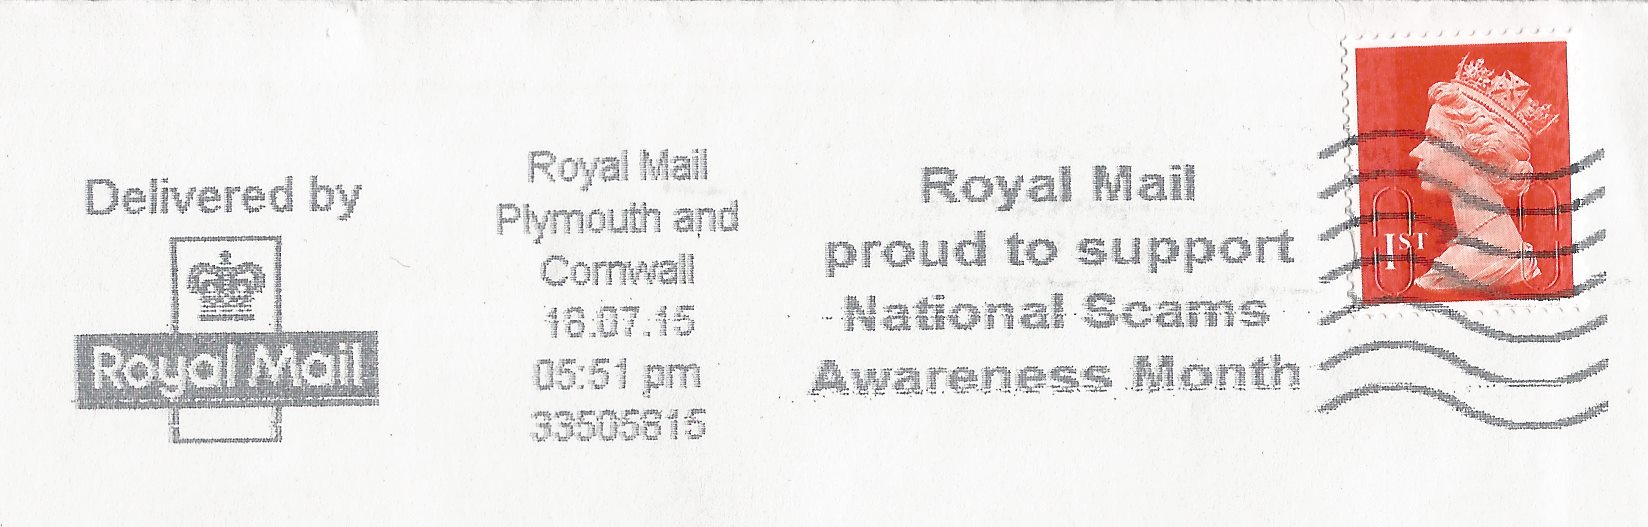 Delivered by
Royal Mail
Royal Mail
Plymouth and
Cornwall
16.07.15
05:51 pm
33505815
Royal Mail
proud to support
National Scams
Awareness Month
1ST